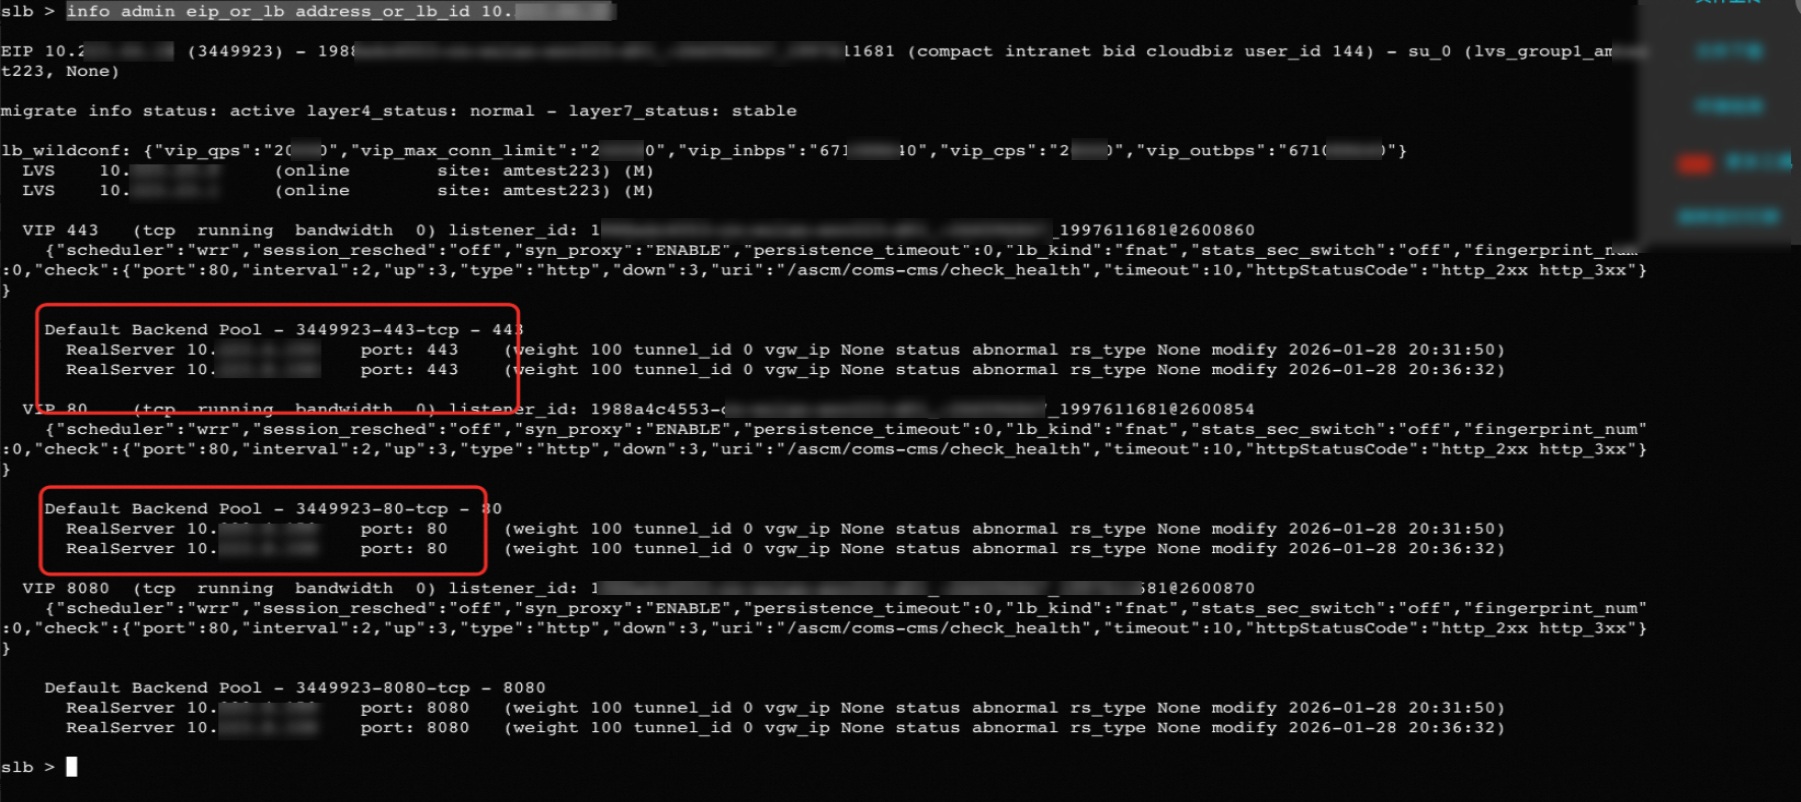 slb > info admin eip_or_lb address_or_lb_id 10.
EIP 10.2 (3449923) - 1988 11681 (compact intranet bid cloudbiz user_id 144) - su_0 (lvs_group1_am
t223, None)
migrate info status: active layer4_status: normal - layer7_status: stable
lb_wildconf: {"vip_qps":"20 0","vip_max_conn_limit":"2 0","vip_inbps":"671 40","vip_cps":"2 0","vip_outbps":"671 0"}
LVS 10. (online site: amtest223) (M)
LVS 10. (online site: amtest223) (M)
VIP 443 (tcp running bandwidth 0) listener_id: 1 _1997611681@2600860
{"scheduler":"wrr","session_resched":"off","syn_proxy":"ENABLE","persistence_timeout":0,"lb_kind":"fnat","stats_sec_switch":"off","fingerprint_num"
:0,"check":{"port":80,"interval":2,"up":3,"type":"http","down":3,"uri":"/ascm/coms-cms/check_health","timeout":10,"httpStatusCode":"http_2xx http_3xx"}
}
Default Backend Pool - 3449923-443-tcp - 443
RealServer 10. port: 443 (weight 100 tunnel_id 0 vgw_ip None status abnormal rs_type None modify 2026-01-28 20:31:50)
RealServer 10. port: 443 (weight 100 tunnel_id 0 vgw_ip None status abnormal rs_type None modify 2026-01-28 20:36:32)
VIP 80 (tcp running bandwidth 0) listener_id: 1988a4c4553- _1997611681@2600854
{"scheduler":"wrr","session_resched":"off","syn_proxy":"ENABLE","persistence_timeout":0,"lb_kind":"fnat","stats_sec_switch":"off","fingerprint_num"
:0,"check":{"port":80,"interval":2,"up":3,"type":"http","down":3,"uri":"/ascm/coms-cms/check_health","timeout":10,"httpStatusCode":"http_2xx http_3xx"}
}
Default Backend Pool - 3449923-80-tcp - 80
RealServer 10. port: 80 (weight 100 tunnel_id 0 vgw_ip None status abnormal rs_type None modify 2026-01-28 20:31:50)
RealServer 10. port: 80 (weight 100 tunnel_id 0 vgw_ip None status abnormal rs_type None modify 2026-01-28 20:36:32)
VIP 8080 (tcp running bandwidth 0) listener_id: 1 681@2600870
{"scheduler":"wrr","session_resched":"off","syn_proxy":"ENABLE","persistence_timeout":0,"lb_kind":"fnat","stats_sec_switch":"off","fingerprint_num"
:0,"check":{"port":80,"interval":2,"up":3,"type":"http","down":3,"uri":"/ascm/coms-cms/check_health","timeout":10,"httpStatusCode":"http_2xx http_3xx"}
}
Default Backend Pool - 3449923-8080-tcp - 8080
RealServer 10. port: 8080 (weight 100 tunnel_id 0 vgw_ip None status abnormal rs_type None modify 2026-01-28 20:31:50)
RealServer 10. port: 8080 (weight 100 tunnel_id 0 vgw_ip None status abnormal rs_type None modify 2026-01-28 20:36:32)
slb >